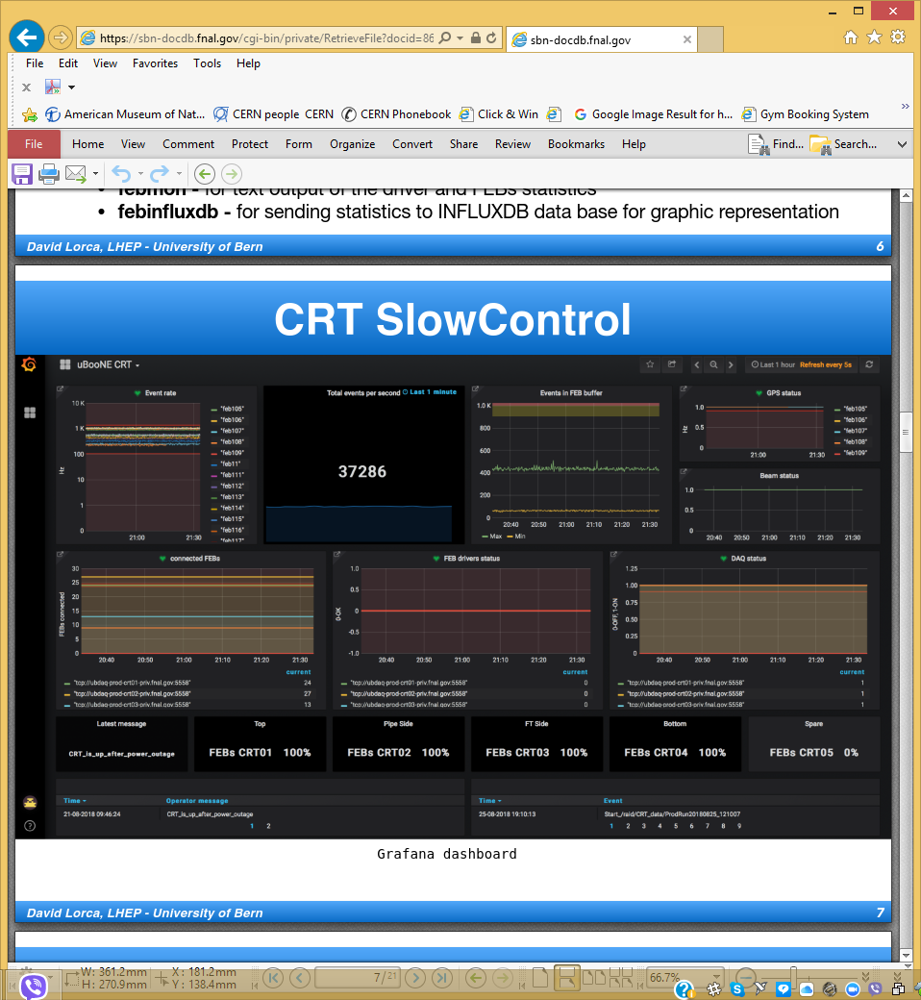 https://sbn-docdb.fnal.gov/cgi-bin/private/RetrieveFile?docid=86
sbn-docdb.fnal.gov
File Edit View Favorites Tools Help
x
American Museum of Nat... CERN people CERN CERN Phonebook Click & Win Google Image Result for h... Gym Booking System
File Home View Comment Protect Form Organize Convert Share Review Bookmarks Help Find... Search...
• febmon - for text output of the driver and FEBs statistics
• febinfluxdb - for sending statistics to INFLUXDB data base for graphic representation
David Lorca, LHEP - University of Bern 6
CRT SlowControl
uBooNE CRT
Last 1 hour Refresh every 5s
Event rate
10 K
1 K
100
10
1
0
Hz
21:00 21:30
"feb105"
"feb106"
"feb107"
"feb108"
"feb109"
"feb11"
"feb111"
"feb112"
"feb113"
"feb114"
"feb115"
"feb116"
"feb117"
Total events per second Last 1 minute
37286
Events in FEB buffer
1.0 K
800
600
400
200
0
20:40 20:50 21:00 21:10 21:20 21:30
Max Min
GPS status
1.0
0.5
0
Hz
21:00 21:30
"feb105"
"feb106"
"feb107"
"feb108"
"feb109"
Beam status
1.0
0.5
0
20:40 20:50 21:00 21:10 21:20 21:30
connected FEBs
30
25
20
15
10
5
0
FEBs connected
20:40 20:50 21:00 21:10 21:20 21:30
current
"tcp://ubdaq-prod-crt01-priv.fnal.gov:5558" 24
"tcp://ubdaq-prod-crt02-priv.fnal.gov:5558" 27
"tcp://ubdaq-prod-crt03-priv.fnal.gov:5558" 13
FEB drivers status
1.0
0.5
0
-0.5
-1.0
0-OK
20:40 20:50 21:00 21:10 21:20 21:30
current
"tcp://ubdaq-prod-crt01-priv.fnal.gov:5558" 0
"tcp://ubdaq-prod-crt02-priv.fnal.gov:5558" 0
"tcp://ubdaq-prod-crt03-priv.fnal.gov:5558" 0
DAQ status
1.25
1.00
0.75
0.50
0.25
0
0-OFF, 1-ON
20:40 20:50 21:00 21:10 21:20 21:30
current
"tcp://ubdaq-prod-crt01-priv.fnal.gov:5558" 1
"tcp://ubdaq-prod-crt02-priv.fnal.gov:5558" 1
"tcp://ubdaq-prod-crt03-priv.fnal.gov:5558" 1
Latest message
CRT_is_up_after_power_outage
Top
FEBs CRT01 100%
Pipe Side
FEBs CRT02 100%
FT Side
FEBs CRT03 100%
Bottom
FEBs CRT04 100%
Spare
FEBs CRT05 0%
Time Operator message
21-08-2018 09:46:24 CRT_is_up_after_power_outage
1 2
Time Event
25-08-2018 19:10:13 Start_/raid/CRT_data/ProdRun20180825_121007
1 2 3 4 5 6 7 8 9
Grafana dashboard
David Lorca, LHEP - University of Bern 7
W: 361.2mm X: 181.2mm
H: 270.9mm Y: 138.4mm
7 / 21
66.7%